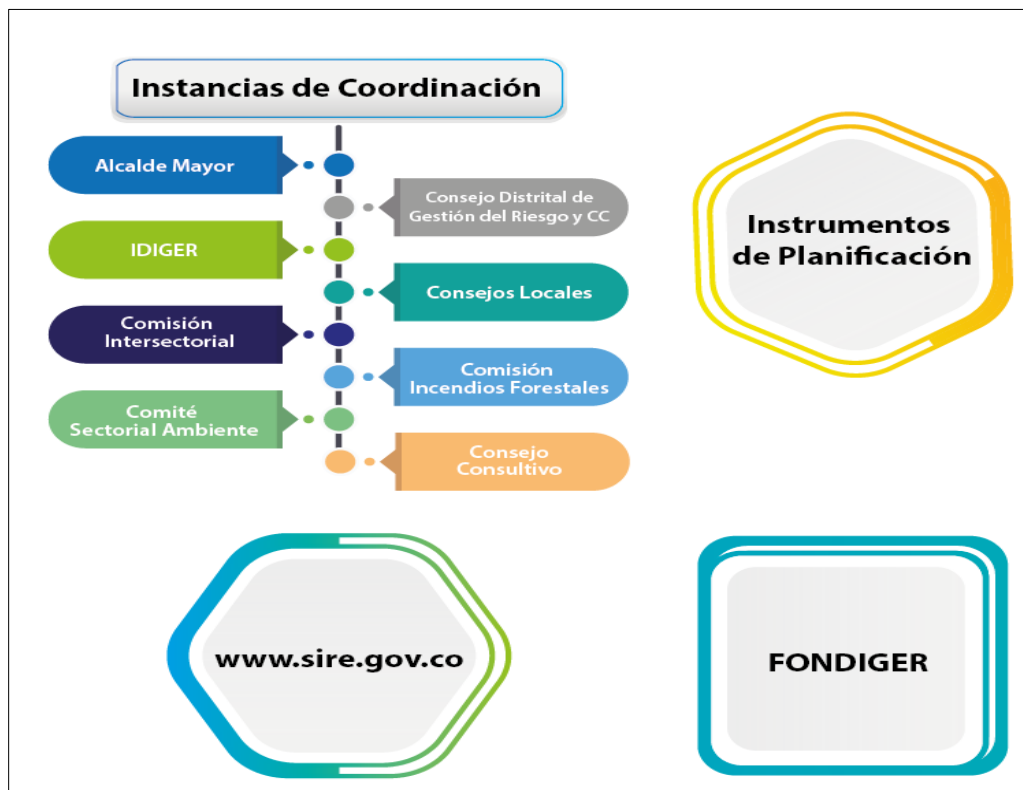 Instancias de Coordinación
Alcalde Mayor
Consejo Distrital de
Gestión del Riesgo y CC
IDIGER
Consejos Locales
Comisión
Intersectorial
Comisión
Incendios Forestales
Comité
Sectorial Ambiente
Consejo
Consultivo
Instrumentos
de Planificación
www.sire.gov.co
FONDIGER